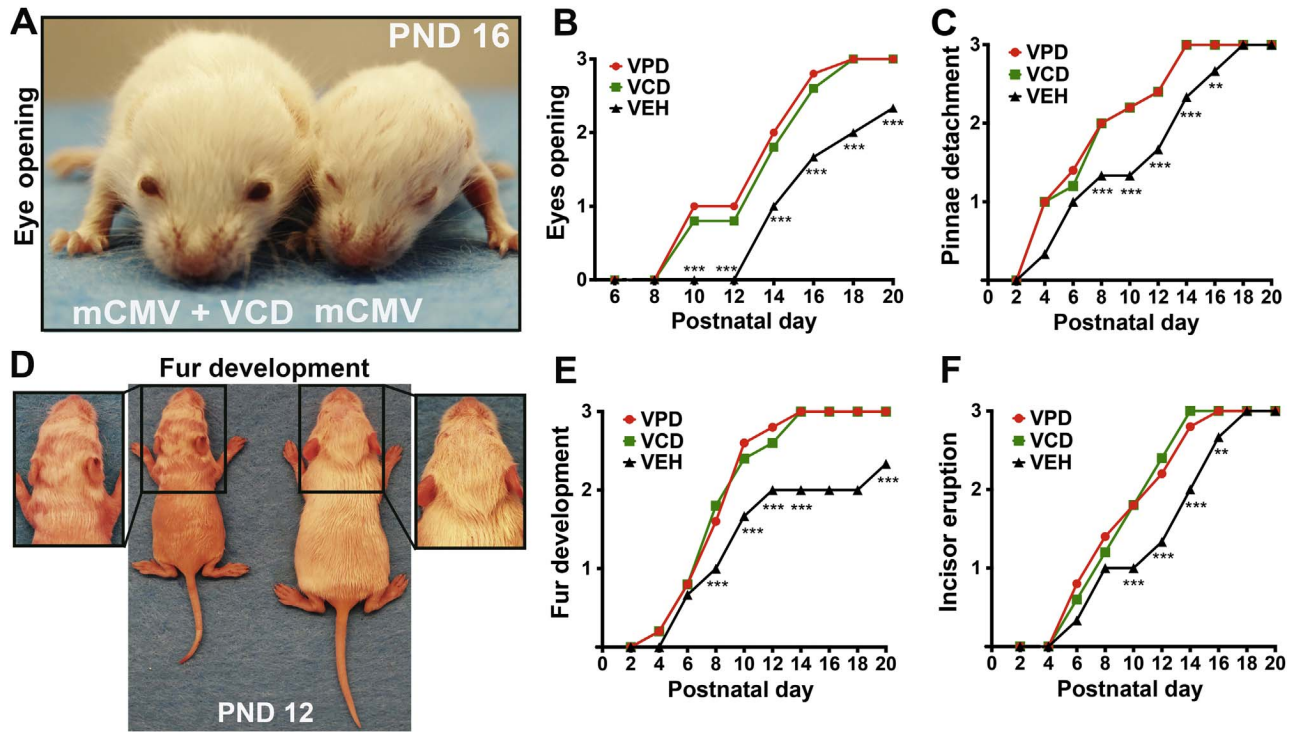 A
PND 16
Eye opening
mCMV + VCD mCMV
B
VPD
VCD
VEH
Eyes opening
3
2
1
0
*** *** *** *** *** ***
6 8 10 12 14 16 18 20
Postnatal day
C
VPD
VCD
VEH
Pinnae detachment
3
2
1
*** *** *** *** **
0 2 4 6 8 10 12 14 16 18 20
Postnatal day
D
Fur development
PND 12
E
VPD
VCD
VEH
Fur development
3
2
1
*** *** *** *** ***
0 2 4 6 8 10 12 14 16 18 20
Postnatal day
F
VPD
VCD
VEH
Incisor eruption
3
2
1
*** *** *** **
0 2 4 6 8 10 12 14 16 18 20
Postnatal day